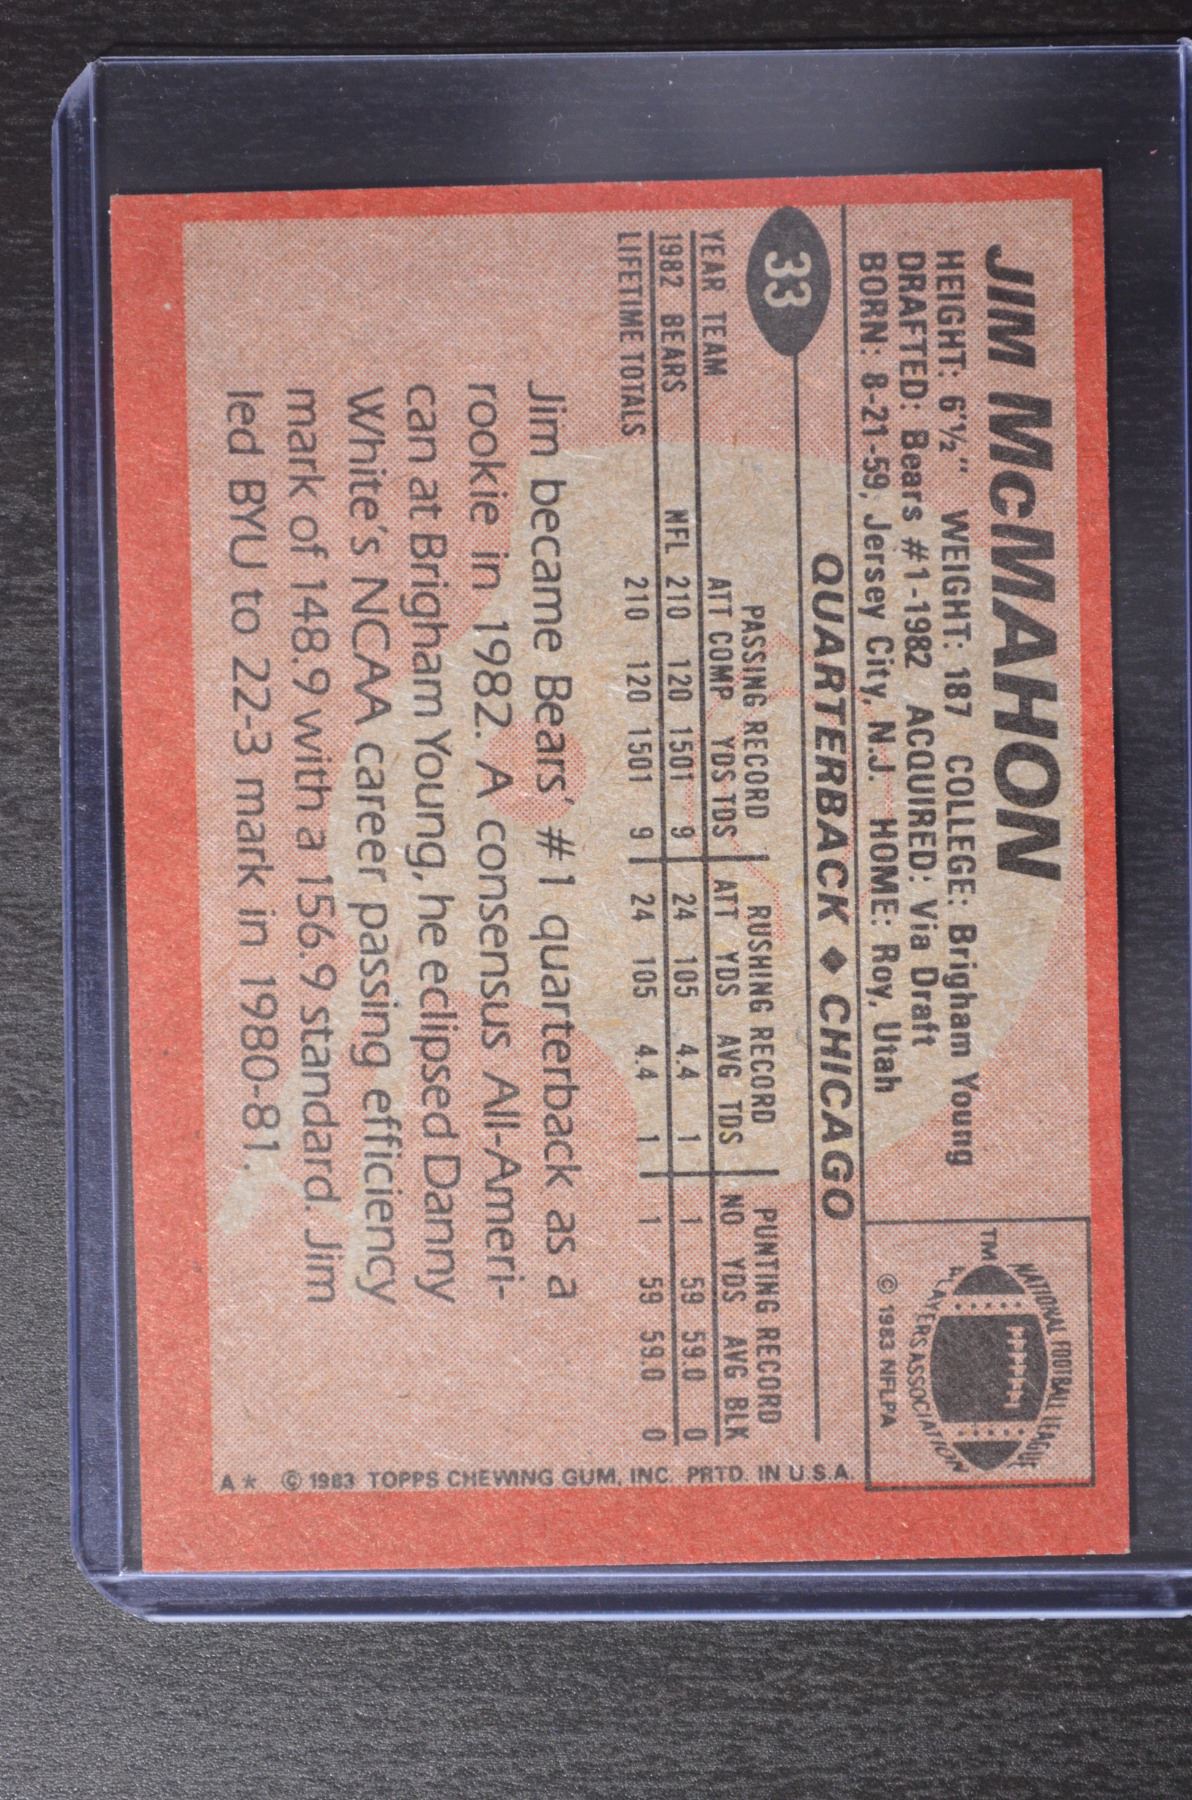 JIM McMAHON
HEIGHT: 6'½" WEIGHT: 187 COLLEGE: Brigham Young
DRAFTED: Bears #1-1982 ACQUIRED: Via Draft
BORN: 8-21-59, Jersey City, N.J. HOME: Roy, Utah
NATIONAL FOOTBALL LEAGUE
PLAYERS ASSOCIATION
TM
© 1983 NFLPA
33
QUARTERBACK ◆ CHICAGO
PASSING RECORD RUSHING RECORD PUNTING RECORD
YEAR TEAM ATT COMP YDS TDS ATT YDS AVG TDS NO YDS AVG BLK
1982 BEARS NFL 210 120 1501 9 24 105 4.4 1 1 59 59.0 0
LIFETIME TOTALS 210 120 1501 9 24 105 4.4 1 1 59 59.0 0
Jim became Bears' #1 quarterback as a
rookie in 1982. A consensus All-Ameri-
can at Brigham Young, he eclipsed Danny
White's NCAA career passing efficiency
mark of 148.9 with a 156.9 standard. Jim
led BYU to 22-3 mark in 1980-81.
A* © 1983 TOPPS CHEWING GUM, INC. PRTD. IN U.S.A.